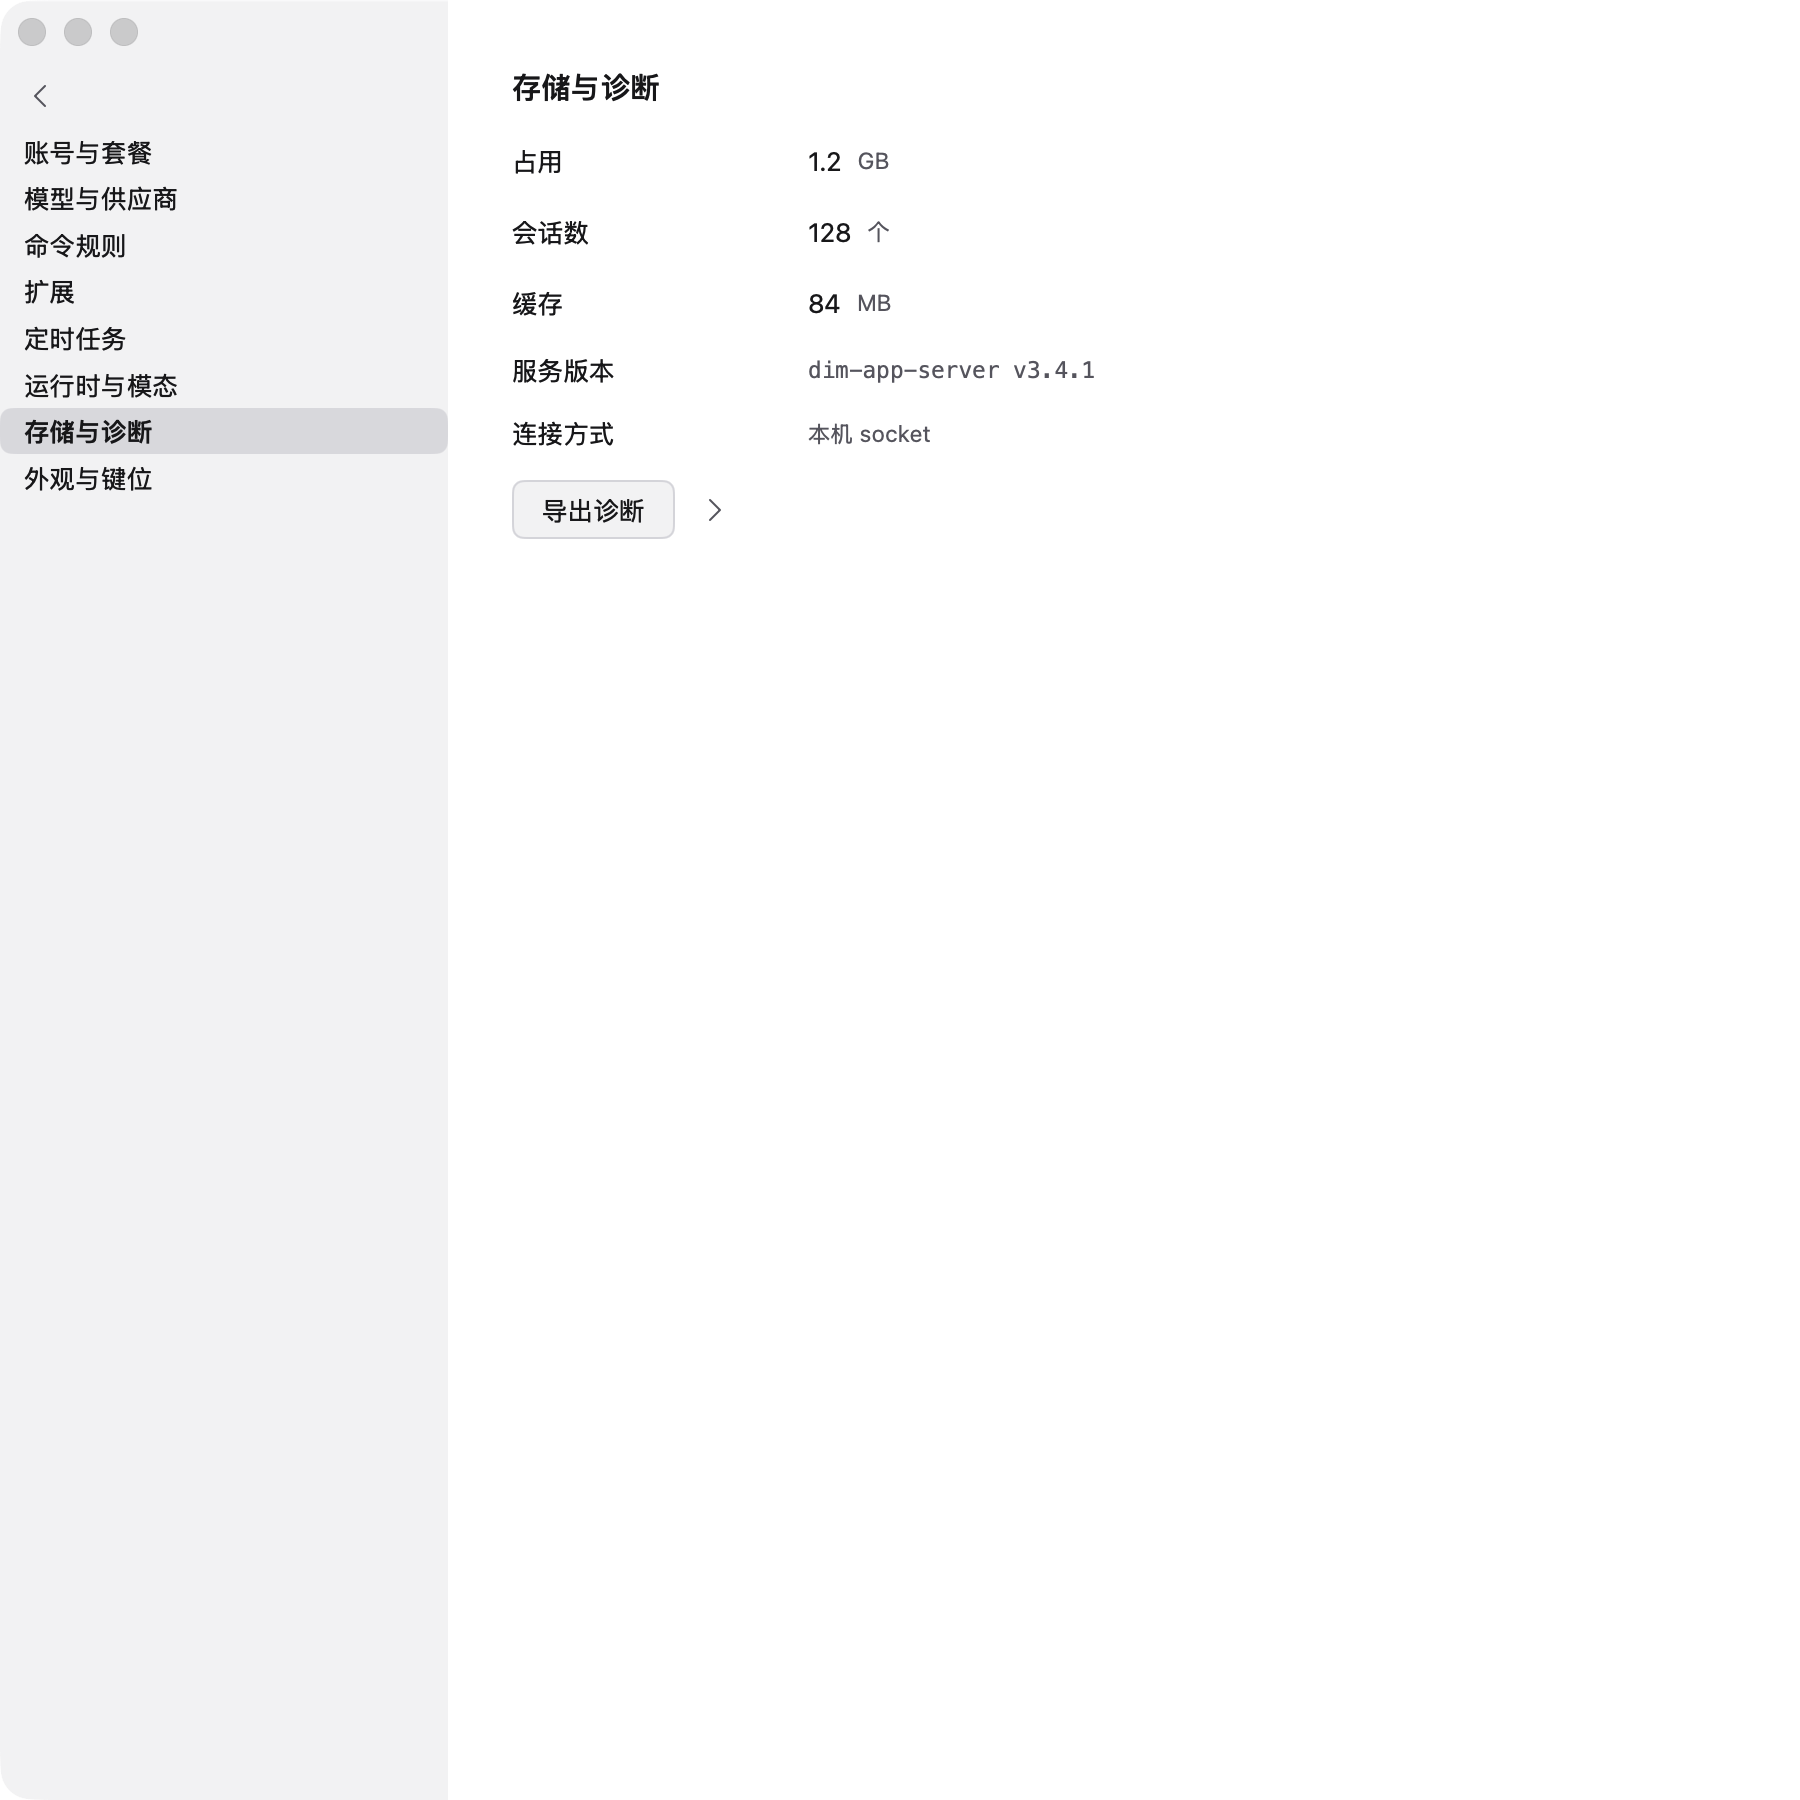 账号与套餐
模型与供应商
命令规则
扩展
定时任务
运行时与模态
存储与诊断
外观与键位
存储与诊断
占用 1.2 GB
会话数 128 个
缓存 84 MB
服务版本 dim-app-server v3.4.1
连接方式 本机 socket
导出诊断